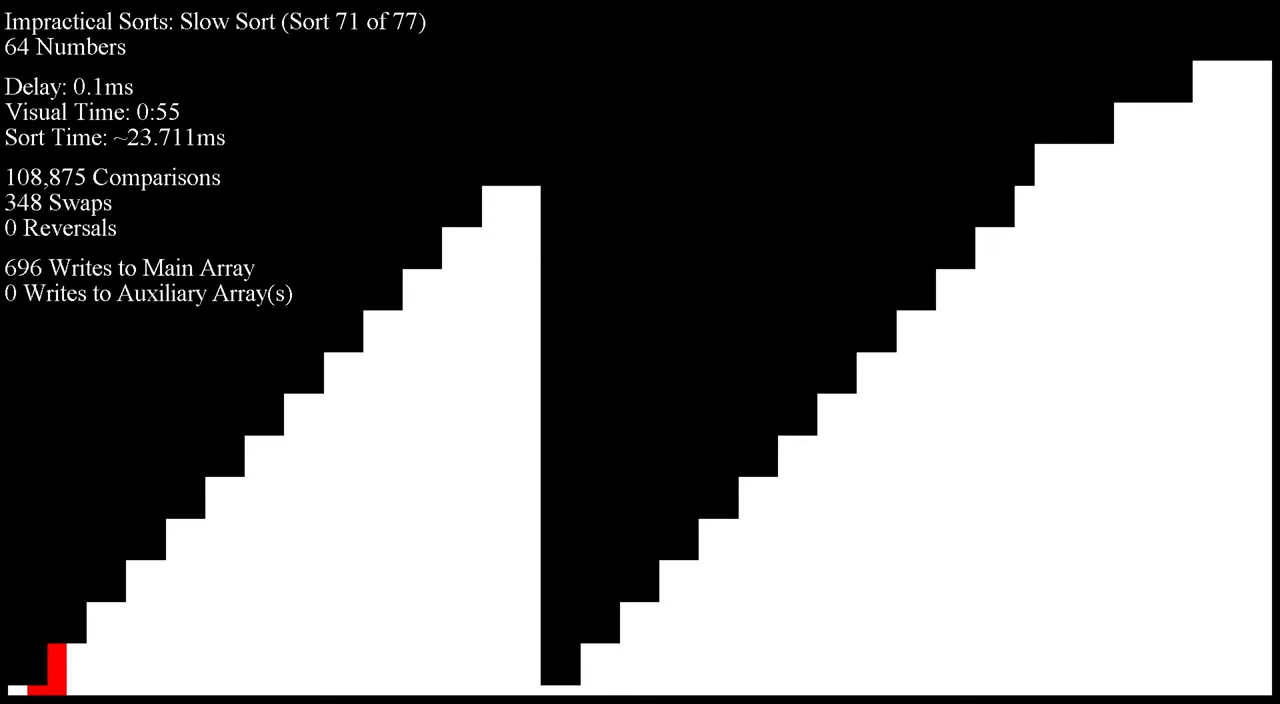 Impractical Sorts: Slow Sort (Sort 71 of 77)
64 Numbers
Delay: 0.1ms
Visual Time: 0:55
Sort Time: ~23.711ms
108,875 Comparisons
348 Swaps
0 Reversals
696 Writes to Main Array
0 Writes to Auxiliary Array(s)